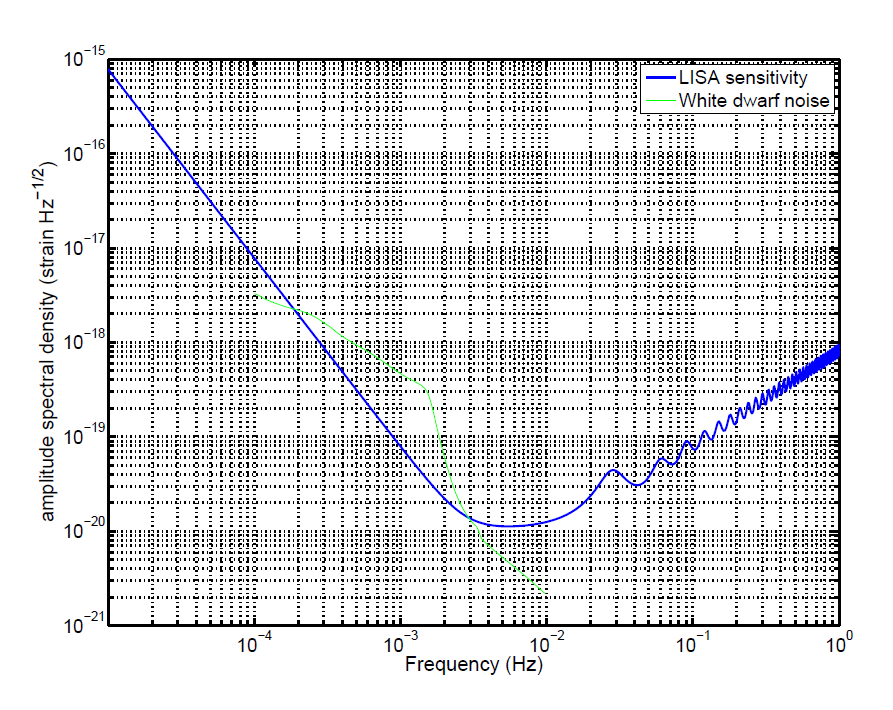 10^−15
10^−16
10^−17
10^−18
10^−19
10^−20
10^−21
amplitude spectral density (strain Hz^−1/2)
LISA sensitivity
White dwarf noise
10^−4 10^−3 10^−2 10^−1 10^0
Frequency (Hz)